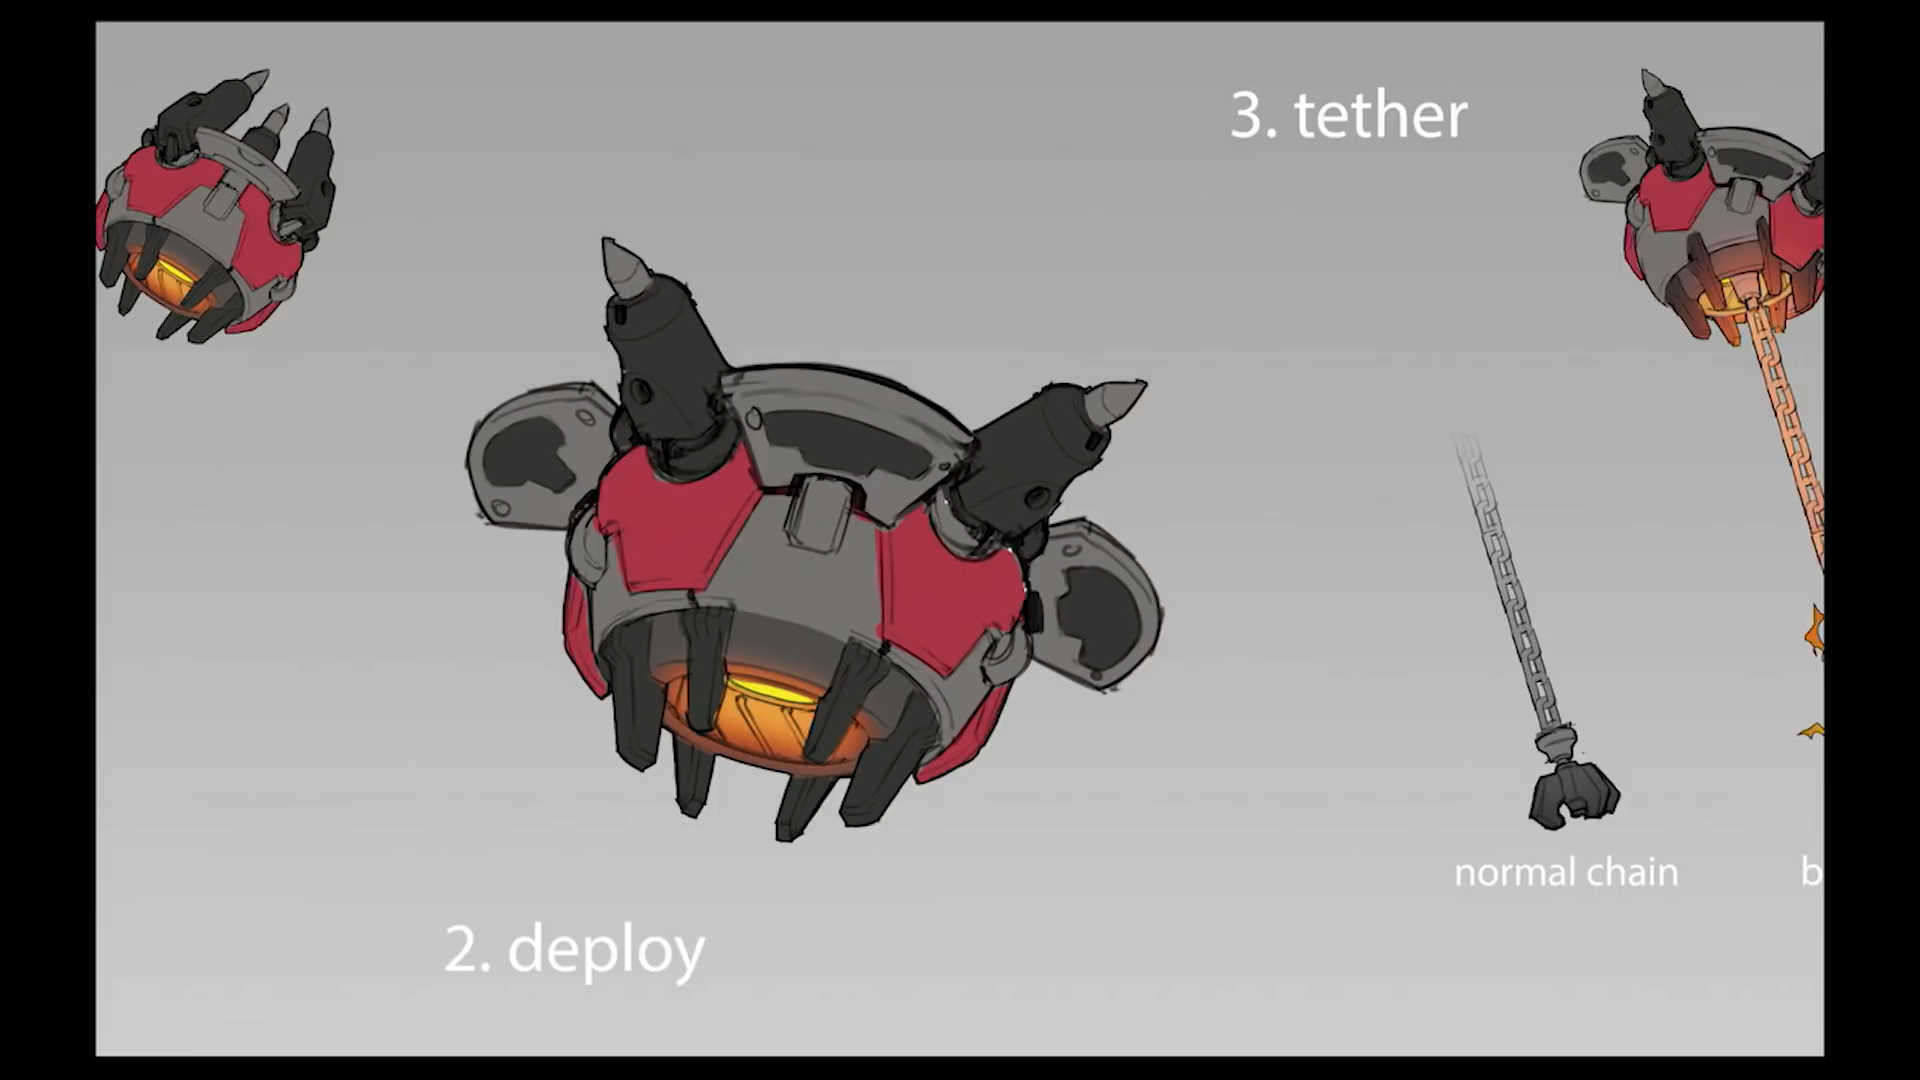 3. tether
normal chain
b
2. deploy